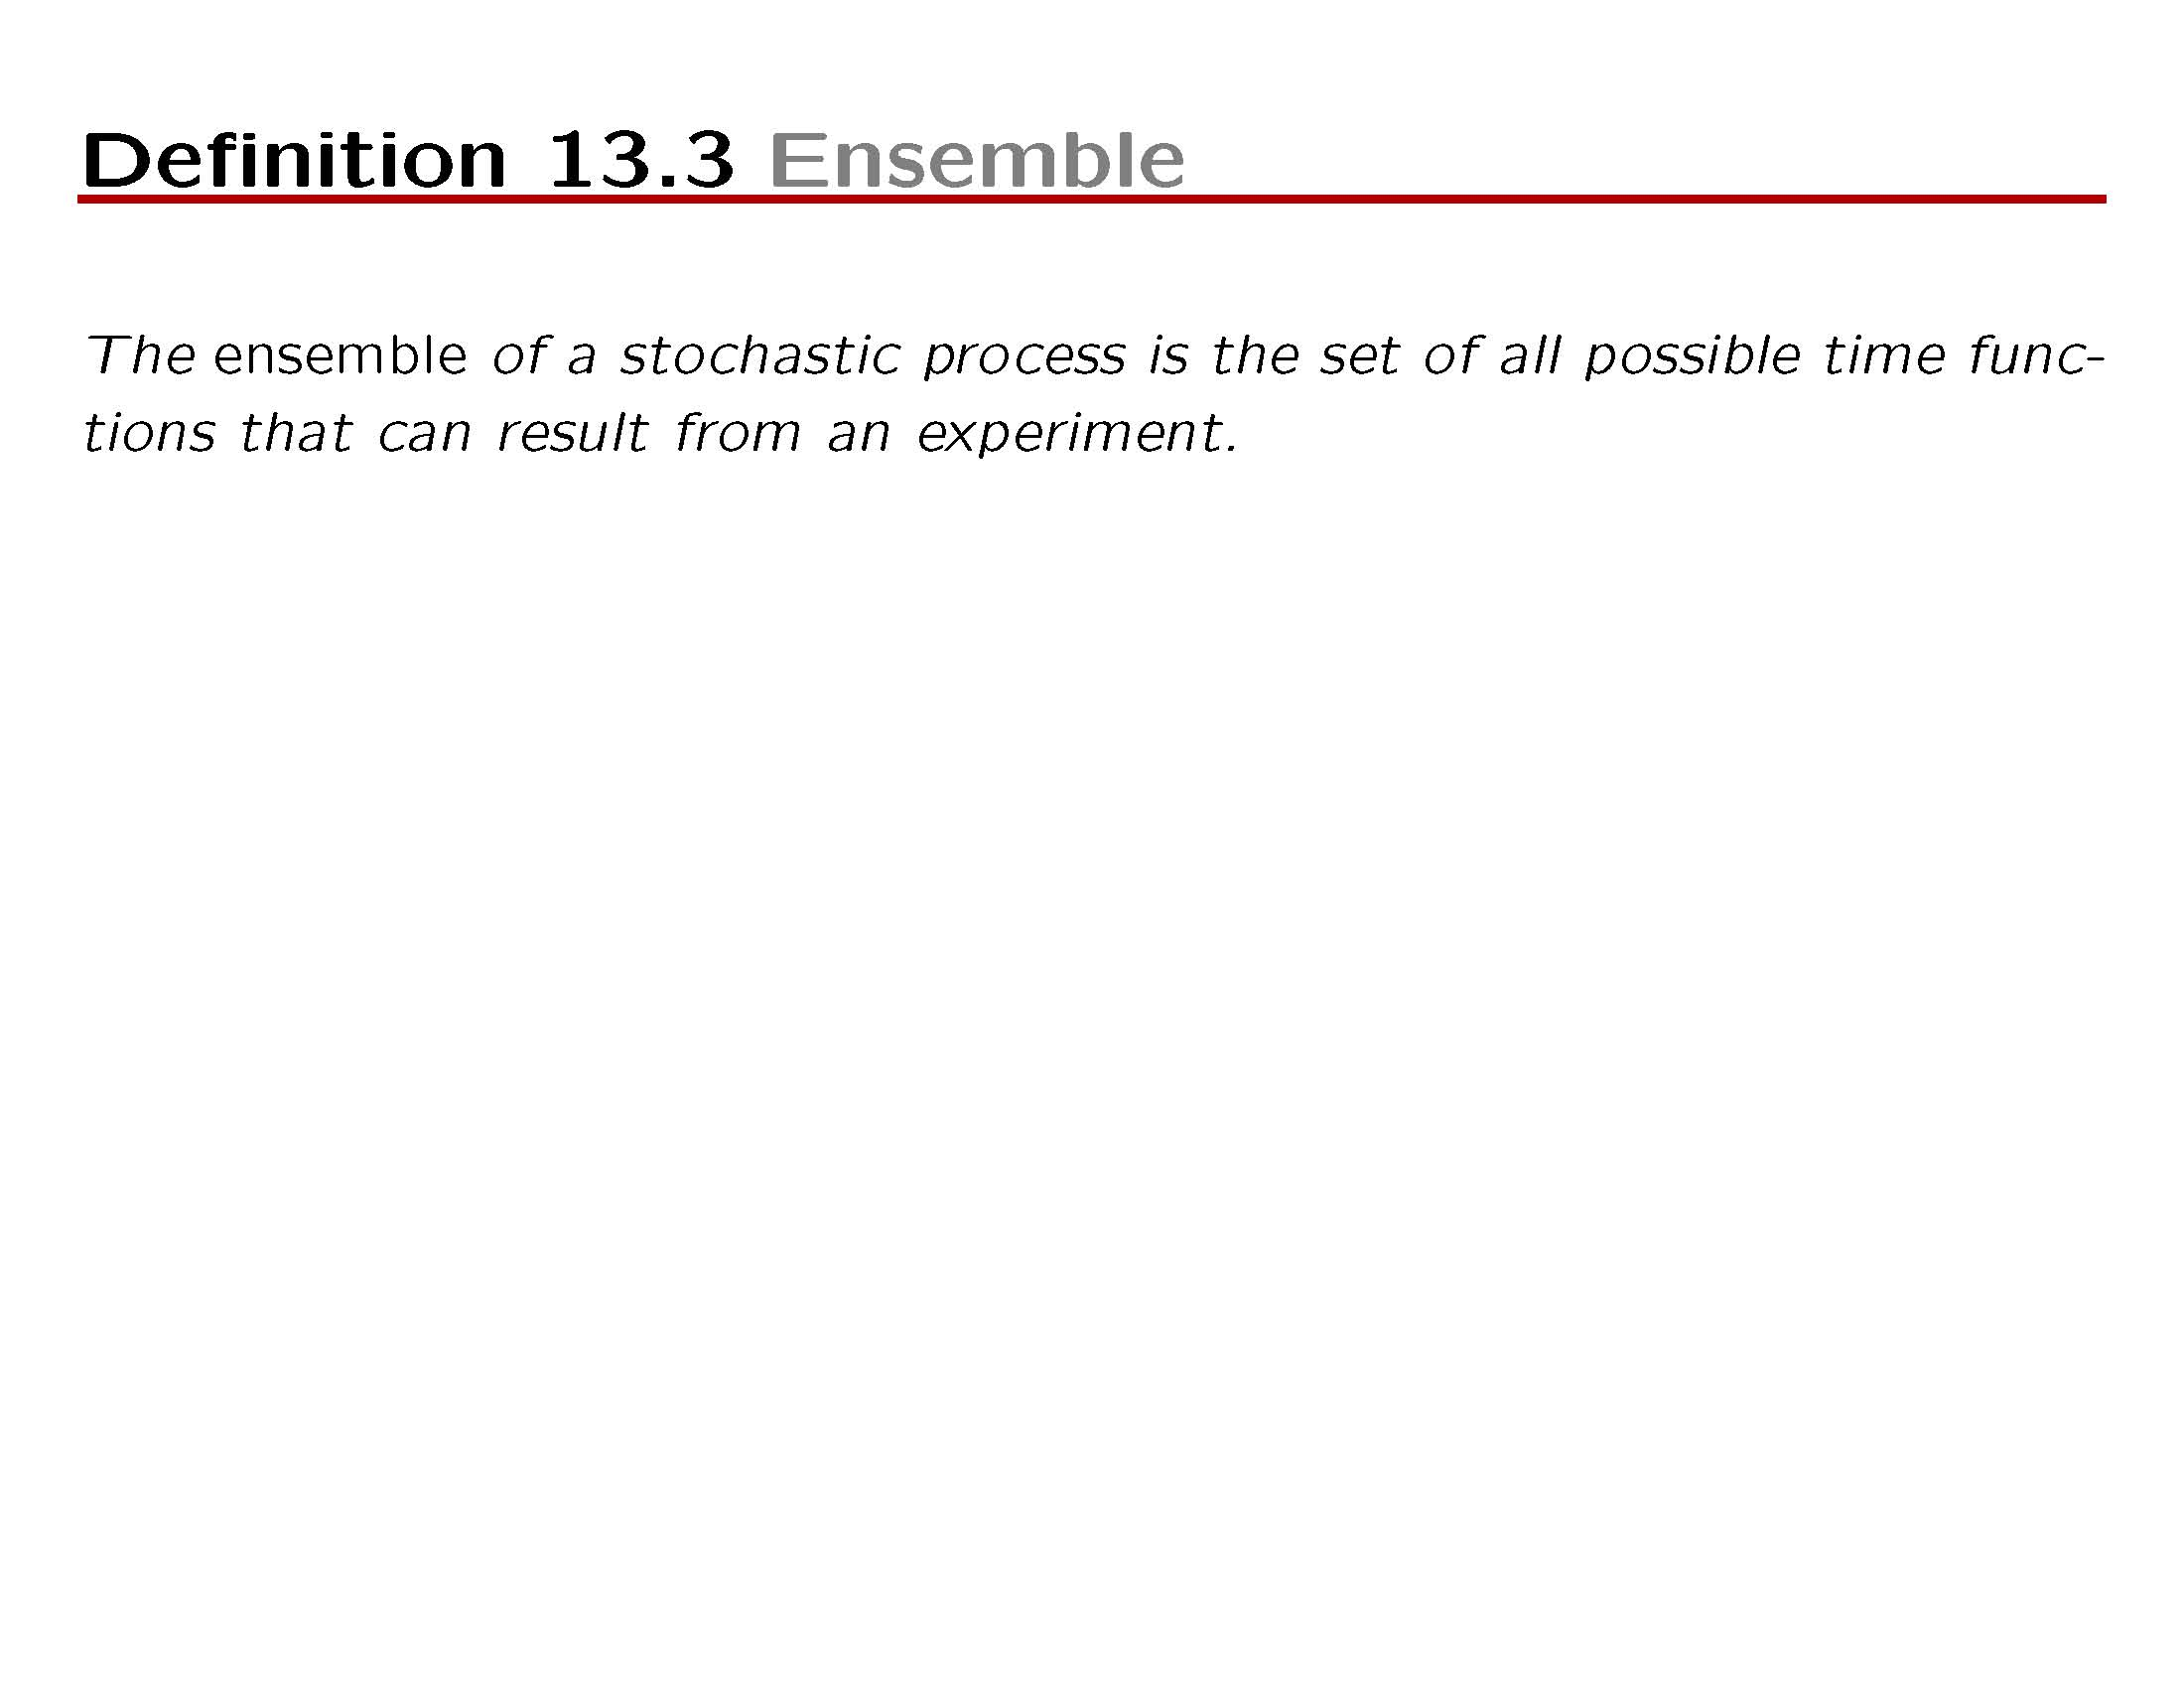 Definition 13.3 Ensemble
The ensemble of a stochastic process is the set of all possible time func-
tions that can result from an experiment.